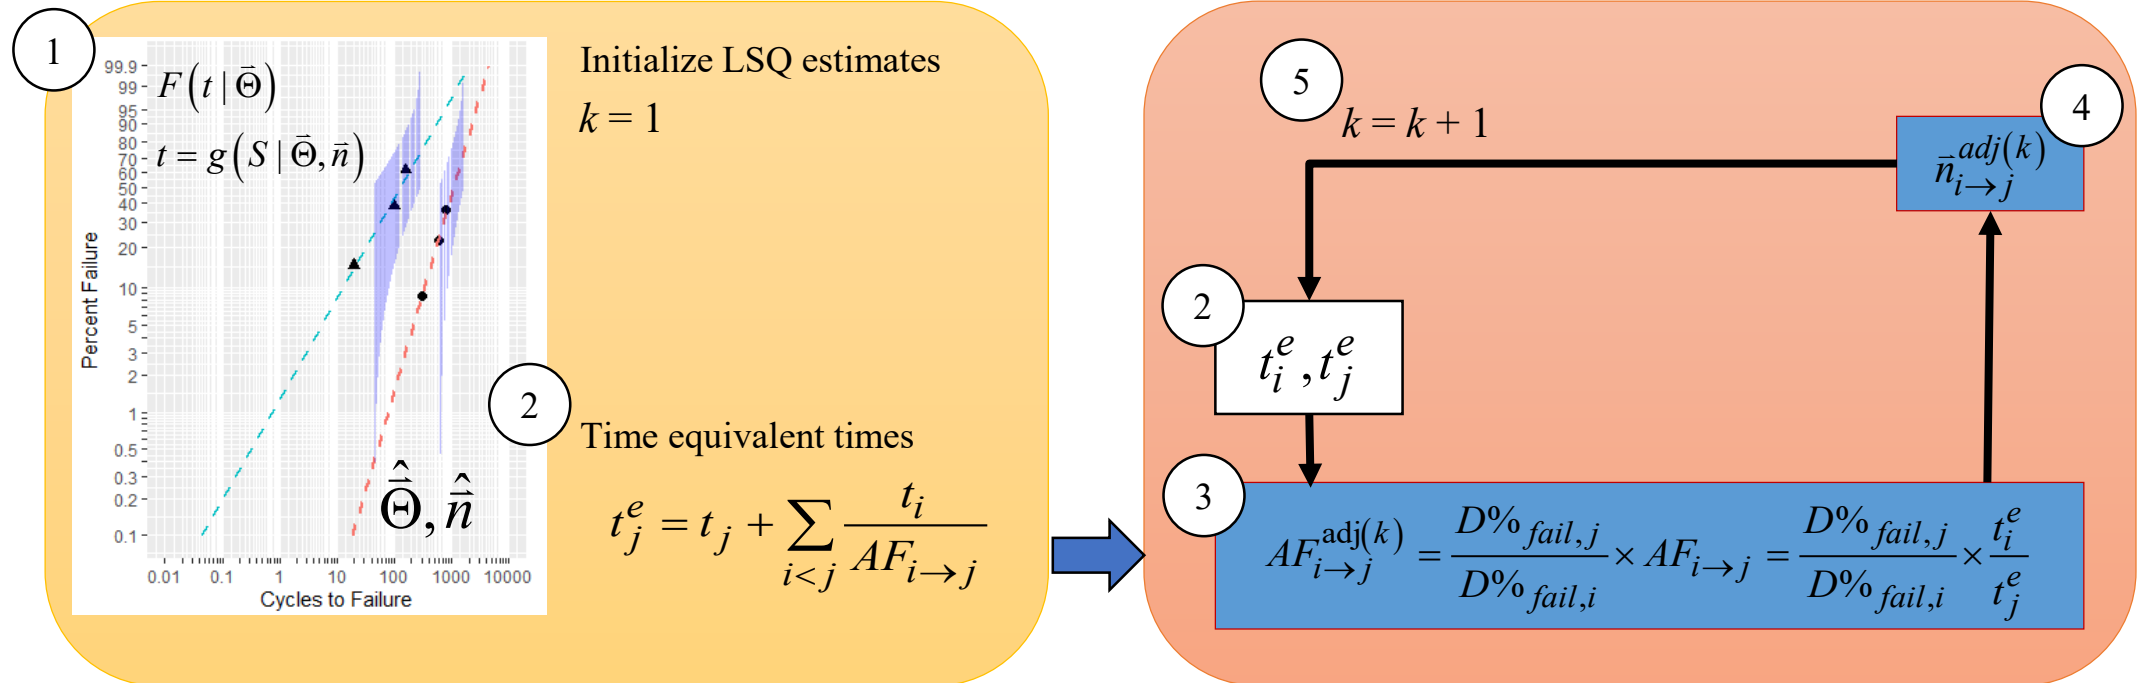 1
F(t | Θ⃗)
t = g(S | Θ⃗, n⃗)
Percent Failure
99.9
99
95
90
80
70
60
50
40
30
20
10
5
3
2
1
0.5
0.3
0.2
0.1
0.01 0.1 1 10 100 1000 10000
Cycles to Failure
Θ⃗̂, n⃗̂
Initialize LSQ estimates
k = 1
2
Time equivalent times
t_j^e = t_j + ∑_{i<j} t_i / AF_{i→j}
5
k = k + 1
4
n⃗_{i→j}^{adj(k)}
2
t_i^e, t_j^e
3
AF_{i→j}^{adj(k)} = D%_{fail,j} / D%_{fail,i} × AF_{i→j} = D%_{fail,j} / D%_{fail,i} × t_i^e / t_j^e